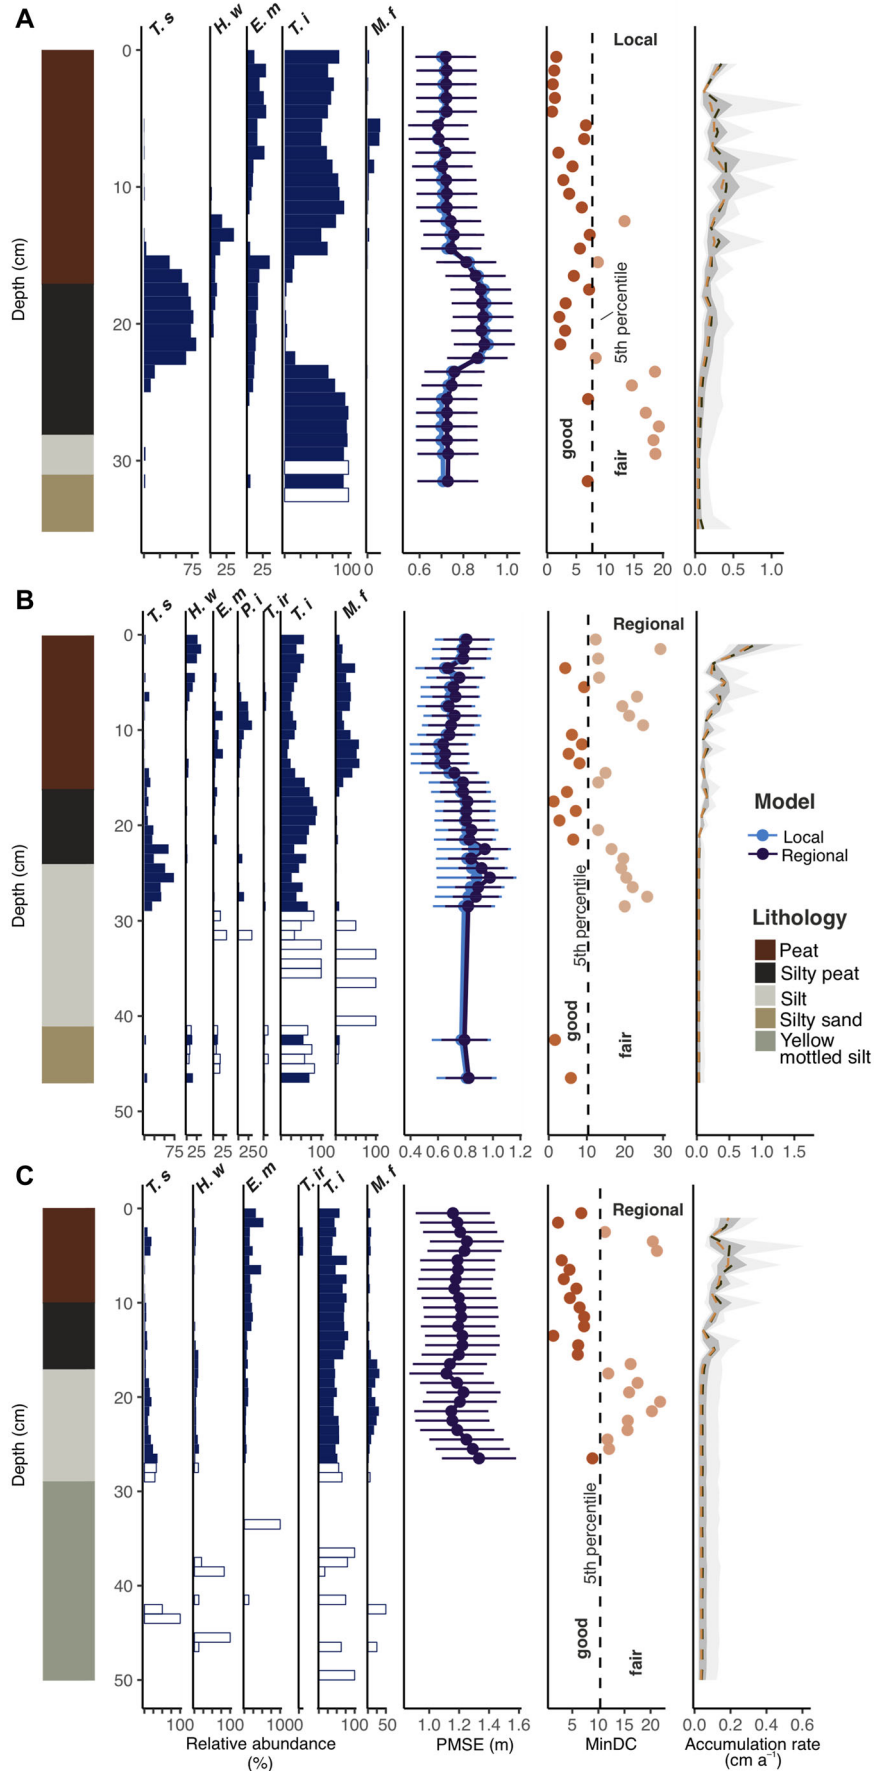 A
T. s H. w E. m T. i M. f
Local
0
10
20
30
Depth (cm)
5th percentile
good
fair
75 25 25 100 0 0.6 0.8 1.0 0 5 10 15 20 0.0 0.5 1.0
B
T. s H. w E. m P. i T. ir T. i M. f
Regional
0
10
20
30
40
50
Depth (cm)
5th percentile
good
fair
Model
Local
Regional
Lithology
Peat
Silty peat
Silt
Silty sand
Yellow
mottled silt
75 25 25 250 100 100 0.4 0.6 0.8 1.0 1.2 0 10 20 30 0.0 0.5 1.0 1.5
C
T. s H. w E. m T. ir T. i M. f
Regional
0
10
20
30
40
50
Depth (cm)
5th percentile
good
fair
100 100 1000 100 50 1.0 1.2 1.4 1.6 5 10 15 20 0.0 0.2 0.4 0.6
Relative abundance
(%)
PMSE (m)
MinDC
Accumulation rate
(cm a⁻¹)